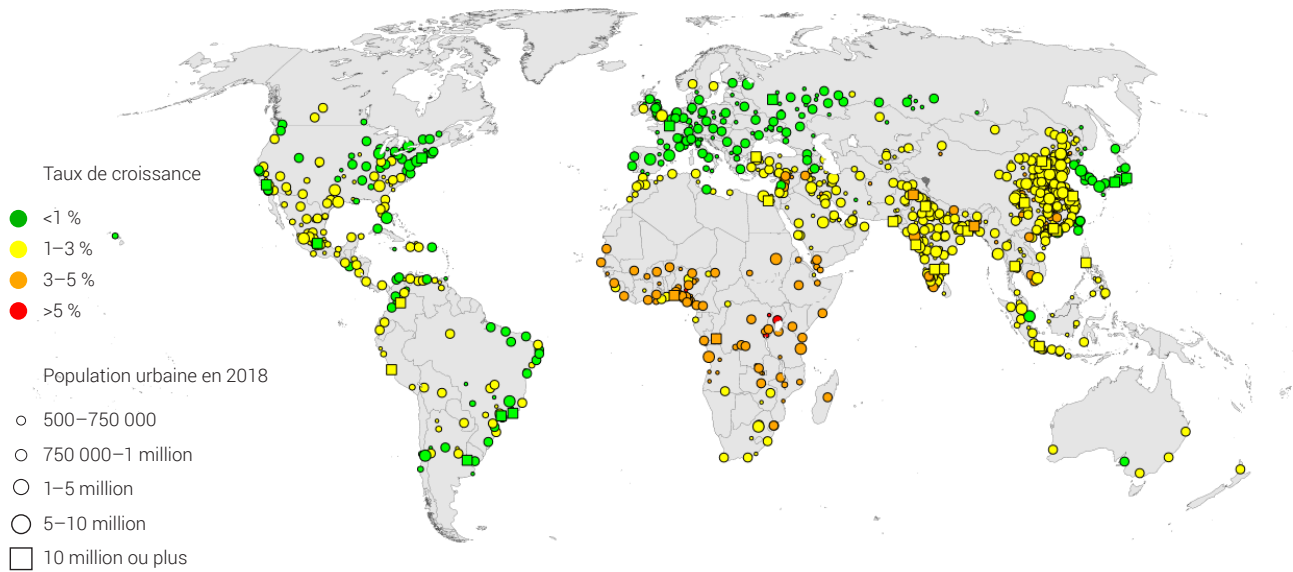 Taux de croissance
<1 %
1–3 %
3–5 %
>5 %
Population urbaine en 2018
500–750 000
750 000–1 million
1–5 million
5–10 million
10 million ou plus